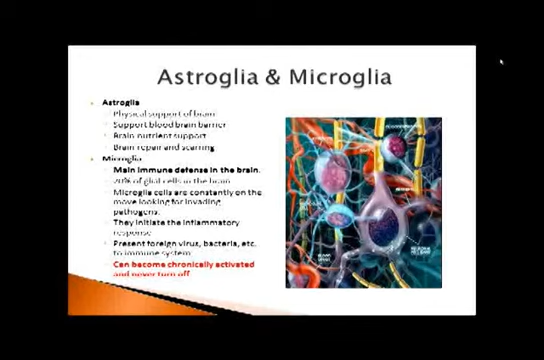 Astroglia & Microglia
Astroglia
Physical support of brain
Support blood brain barrier
Brain nutrient support
Brain repair and scarring
Microglia
Main immune defense in the brain.
20% of glial cells in the brain
Microglia cells are constantly on the
move looking for invading
pathogens.
They initiate the inflammatory
response
Present foreign virus, bacteria, etc.
to immune system
Can become chronically activated
and never turn off